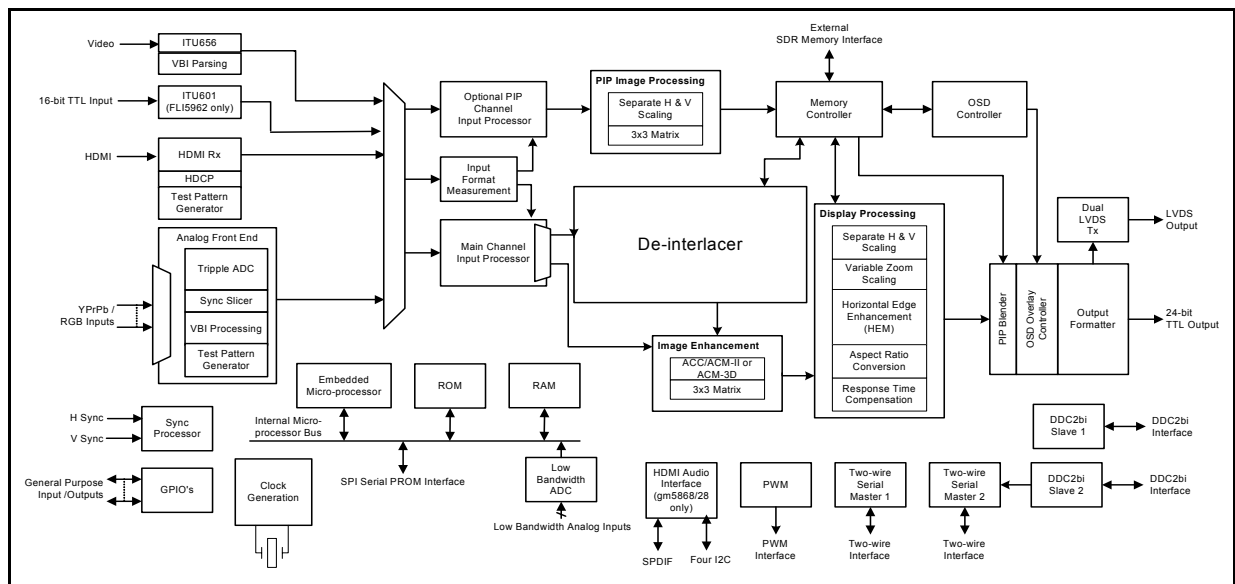 Video
ITU656
VBI Parsing
16-bit TTL Input
ITU601
(FLI5962 only)
HDMI
HDMI Rx
HDCP
Test Pattern
Generator
Analog Front End
Tripple ADC
Sync Slicer
VBI Processing
Test Pattern
Generator
YPrPb /
RGB Inputs
Optional PIP
Channel
Input Processor
Input
Format
Measurement
Main Channel
Input Processor
PIP Image Processing
Separate H & V
Scaling
3x3 Matrix
External
SDR Memory Interface
Memory
Controller
OSD
Controller
De-interlacer
Display Processing
Separate H & V
Scaling
Variable Zoom
Scaling
Horizontal Edge
Enhancement
(HEM)
Aspect Ratio
Conversion
Response Time
Compensation
Image Enhancement
ACC/ACM-II or
ACM-3D
3x3 Matrix
Dual
LVDS
Tx
LVDS
Output
PIP Blender
OSD Overlay
Controller
Output
Formatter
24-bit
TTL Output
H Sync
V Sync
Sync
Processor
General Purpose
Input /Outputs
GPIO's
Clock
Generation
Embedded
Micro-processor
ROM
RAM
Internal Micro-
processor Bus
SPI Serial PROM Interface
Low
Bandwidth
ADC
Low Bandwidth Analog Inputs
HDMI Audio
Interface
(gm5868/28
only)
SPDIF
Four I2C
PWM
PWM
Interface
Two-wire
Serial
Master 1
Two-wire
Interface
Two-wire
Serial
Master 2
Two-wire
Interface
DDC2bi
Slave 1
DDC2bi
Interface
DDC2bi
Slave 2
DDC2bi
Interface